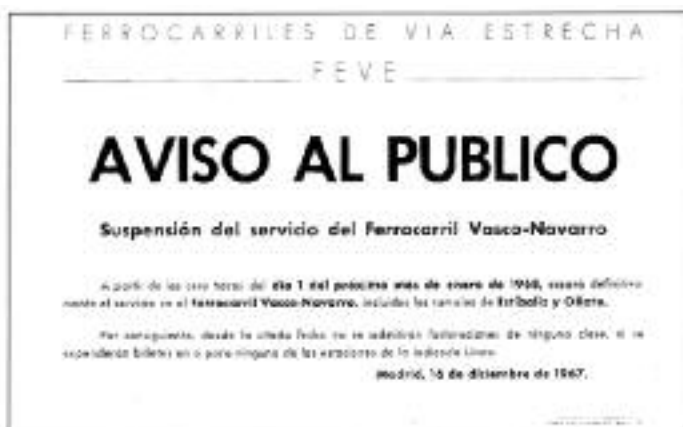 FERROCARRILES DE VIA ESTRECHA
FEVE
AVISO AL PUBLICO
Suspensión del servicio del Ferrocarril Vasco-Navarro
A partir de las cero horas del día 1 del próximo mes de enero de 1968, cesará definitiva-
mente el servicio en el Ferrocarril Vasco-Navarro, incluidos los ramales de Estíbaliz y Oñate.
Por consiguiente, desde la citada fecha no se admitirán facturaciones de ninguna clase, ni se
expenderán billetes en o para ninguna de las estaciones de la indicada Línea.
Madrid, 16 de diciembre de 1967.